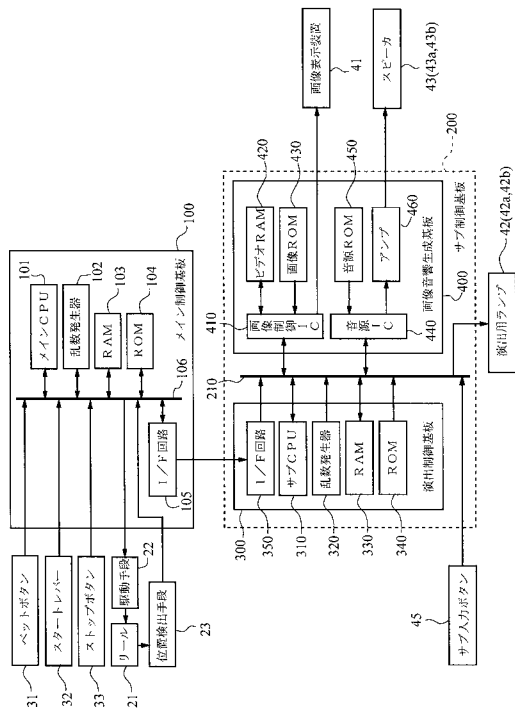 メイン制御基板
100
101
メインCPU
102
乱数発生器
103
RAM
104
ROM
106
I/F回路
105
31
ベットボタン
32
スタートレバー
33
ストップボタン
21
リール
22
駆動手段
位置検出手段
23
画像表示装置
41
スピーカ
43(43a,43b)
200
サブ制御基板
画像音響生成基板
400
420
ビデオRAM
430
画像ROM
450
音源ROM
460
アンプ
410
画像制御IC
音源IC
440
210
演出制御基板
300
I/F回路
350
サブCPU
310
乱数発生器
320
RAM
330
ROM
340
45
サブ入力ボタン
演出用ランプ
42(42a,42b)